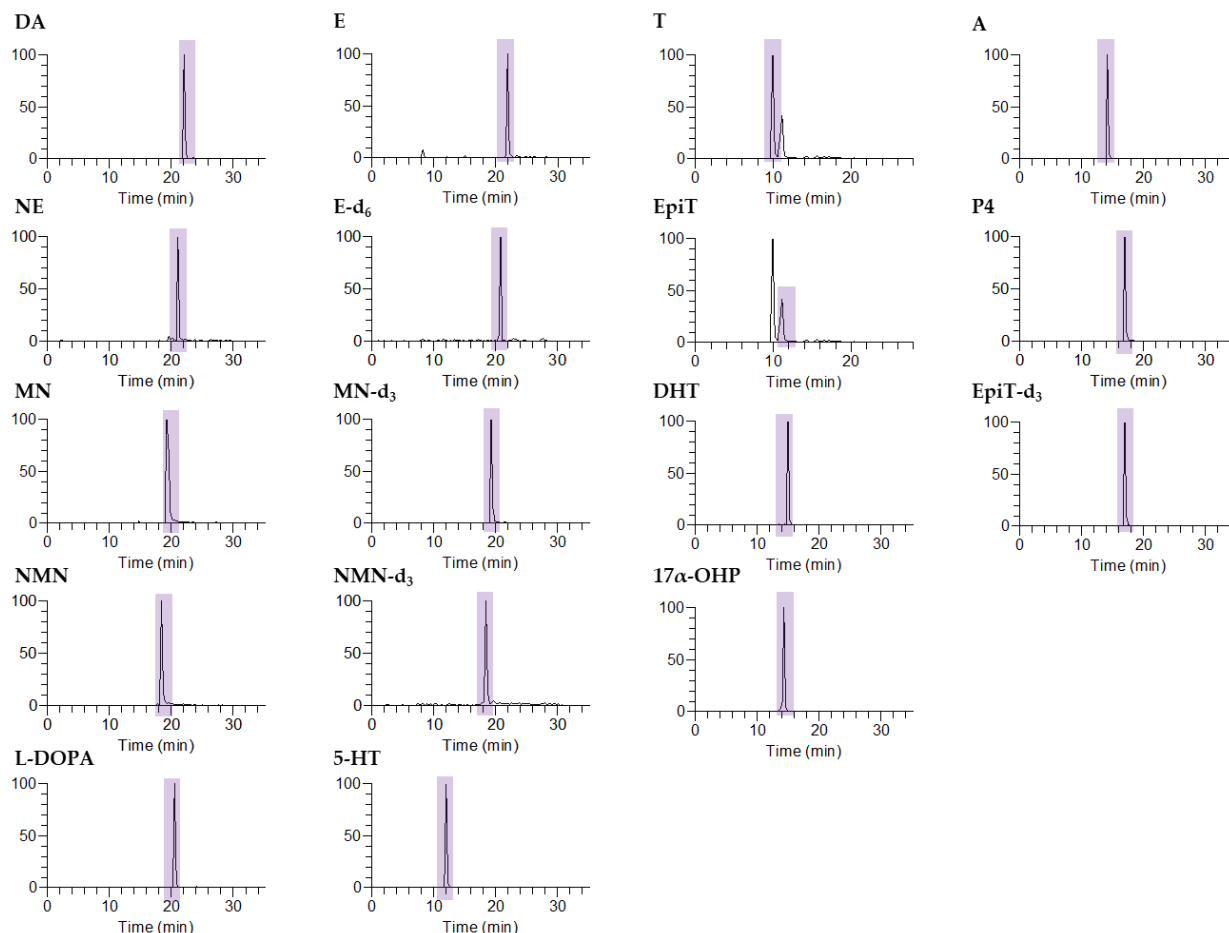 DA E T A
100 100 100 100
50 50 50 50
0 0 0 0
0 10 20 30 0 10 20 30 0 10 20 0 10 20 30
Time (min) Time (min) Time (min) Time (min)
NE E-d₆ EpiT P4
100 100 100 100
50 50 50 50
0 0 0 0
0 10 20 30 0 10 20 30 0 10 20 0 10 20 30
Time (min) Time (min) Time (min) Time (min)
MN MN-d₃ DHT EpiT-d₃
100 100 100 100
50 50 50 50
0 0 0 0
0 10 20 30 0 10 20 30 0 10 20 30 0 10 20 30
Time (min) Time (min) Time (min) Time (min)
NMN NMN-d₃ 17α-OHP
100 100 100
50 50 50
0 0 0
0 10 20 30 0 10 20 30 0 10 20 30
Time (min) Time (min) Time (min)
L-DOPA 5-HT
100 100
50 50
0 0
0 10 20 30 0 10 20 30
Time (min) Time (min)